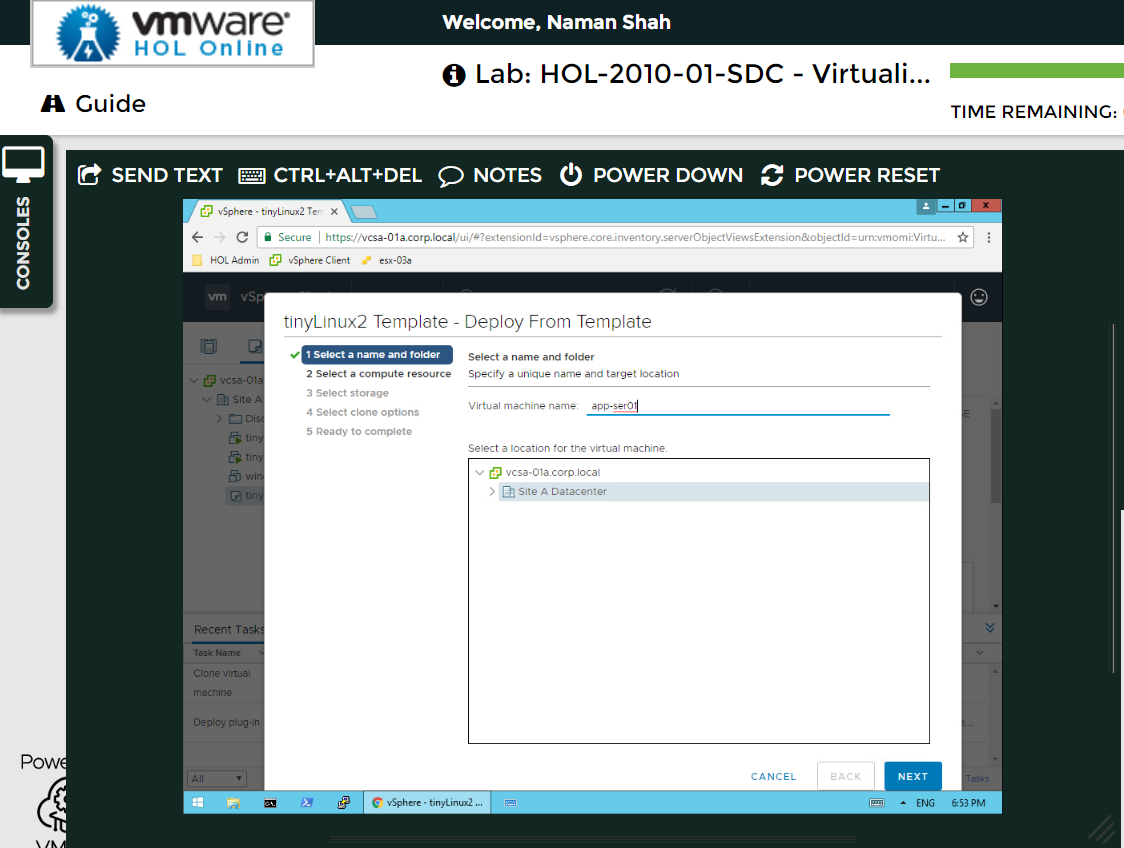 vmware®
HOL Online
Welcome, Naman Shah
Lab: HOL-2010-01-SDC - Virtuali...
Guide
TIME REMAINING:
CONSOLES
SEND TEXT CTRL+ALT+DEL NOTES POWER DOWN POWER RESET
vSphere - tinyLinux2 Tem
Secure | https://vcsa-01a.corp.local/ui/#?extensionId=vsphere.core.inventory.serverObjectViewsExtension&objectId=urn:vmomi:Virtu...
HOL Admin vSphere Client esx-03a
vm vSp
tinyLinux2 Template - Deploy From Template
1 Select a name and folder
2 Select a compute resource
3 Select storage
4 Select clone options
5 Ready to complete
Select a name and folder
Specify a unique name and target location
Virtual machine name: app-ser01
Select a location for the virtual machine.
vcsa-01a.corp.local
Site A Datacenter
vcsa-01a
Site A
Disc
tiny
tiny
win
tiny
Recent Tasks
Task Name
Clone virtual
machine
Deploy plug-in
All
Tasks
CANCEL BACK NEXT
vSphere - tinyLinux2 ...
ENG 6:53 PM
Powe
VM